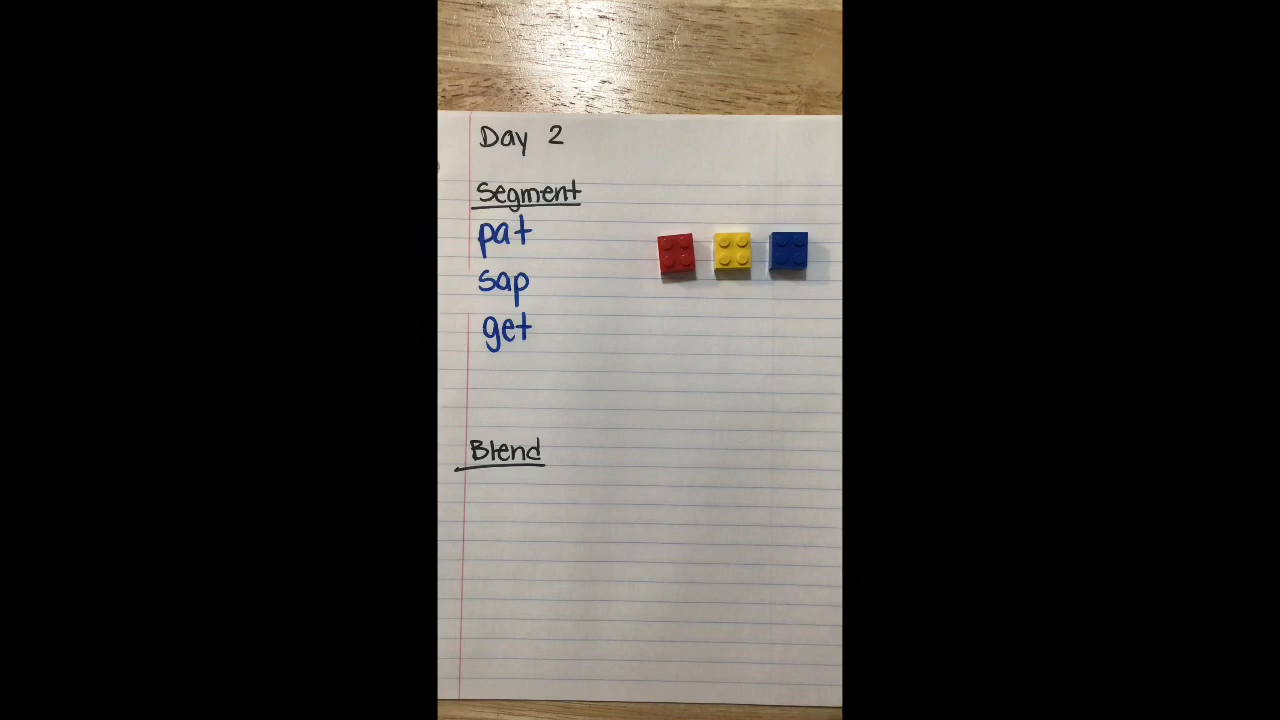 Day 2
Segment
pat
sap
get
Blend